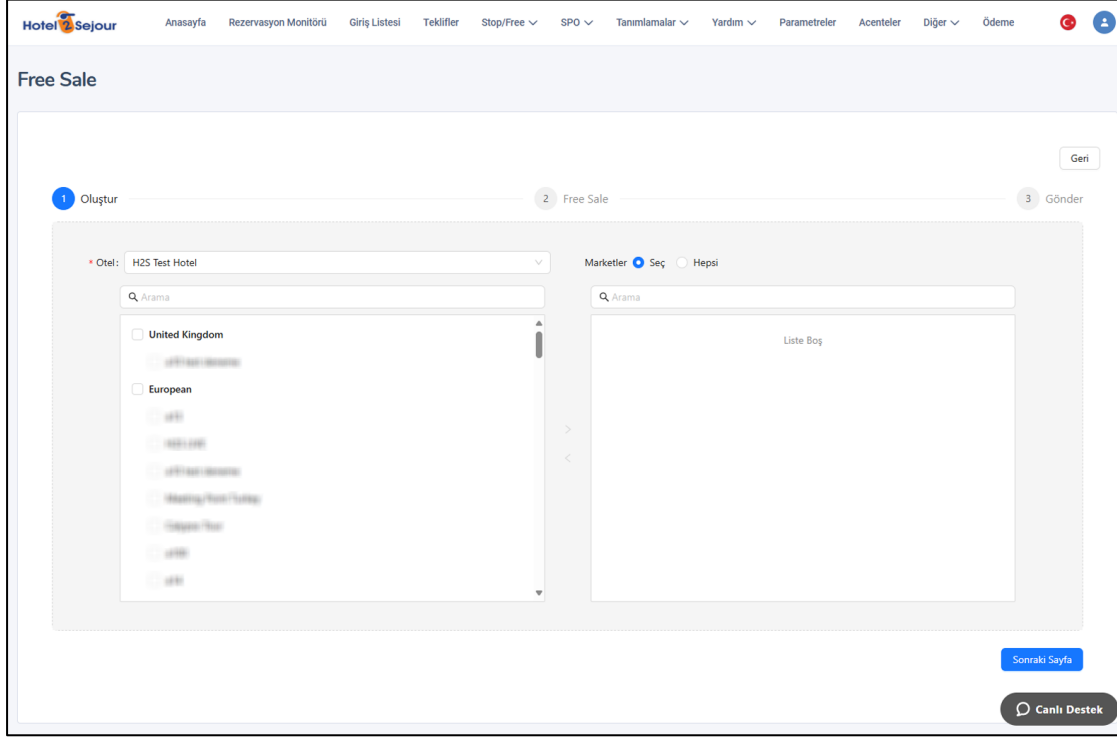 Hotel2Sejour Anasayfa Rezervasyon Monitörü Giriş Listesi Teklifler Stop/Free SPO Tanımlamalar Yardım Parametreler Acenteler Diğer Ödeme
Free Sale
Geri
1 Oluştur 2 Free Sale 3 Gönder
* Otel: H2S Test Hotel Marketler Seç Hepsi
Arama Arama
United Kingdom Liste Boş
European
Sonraki Sayfa
Canlı Destek